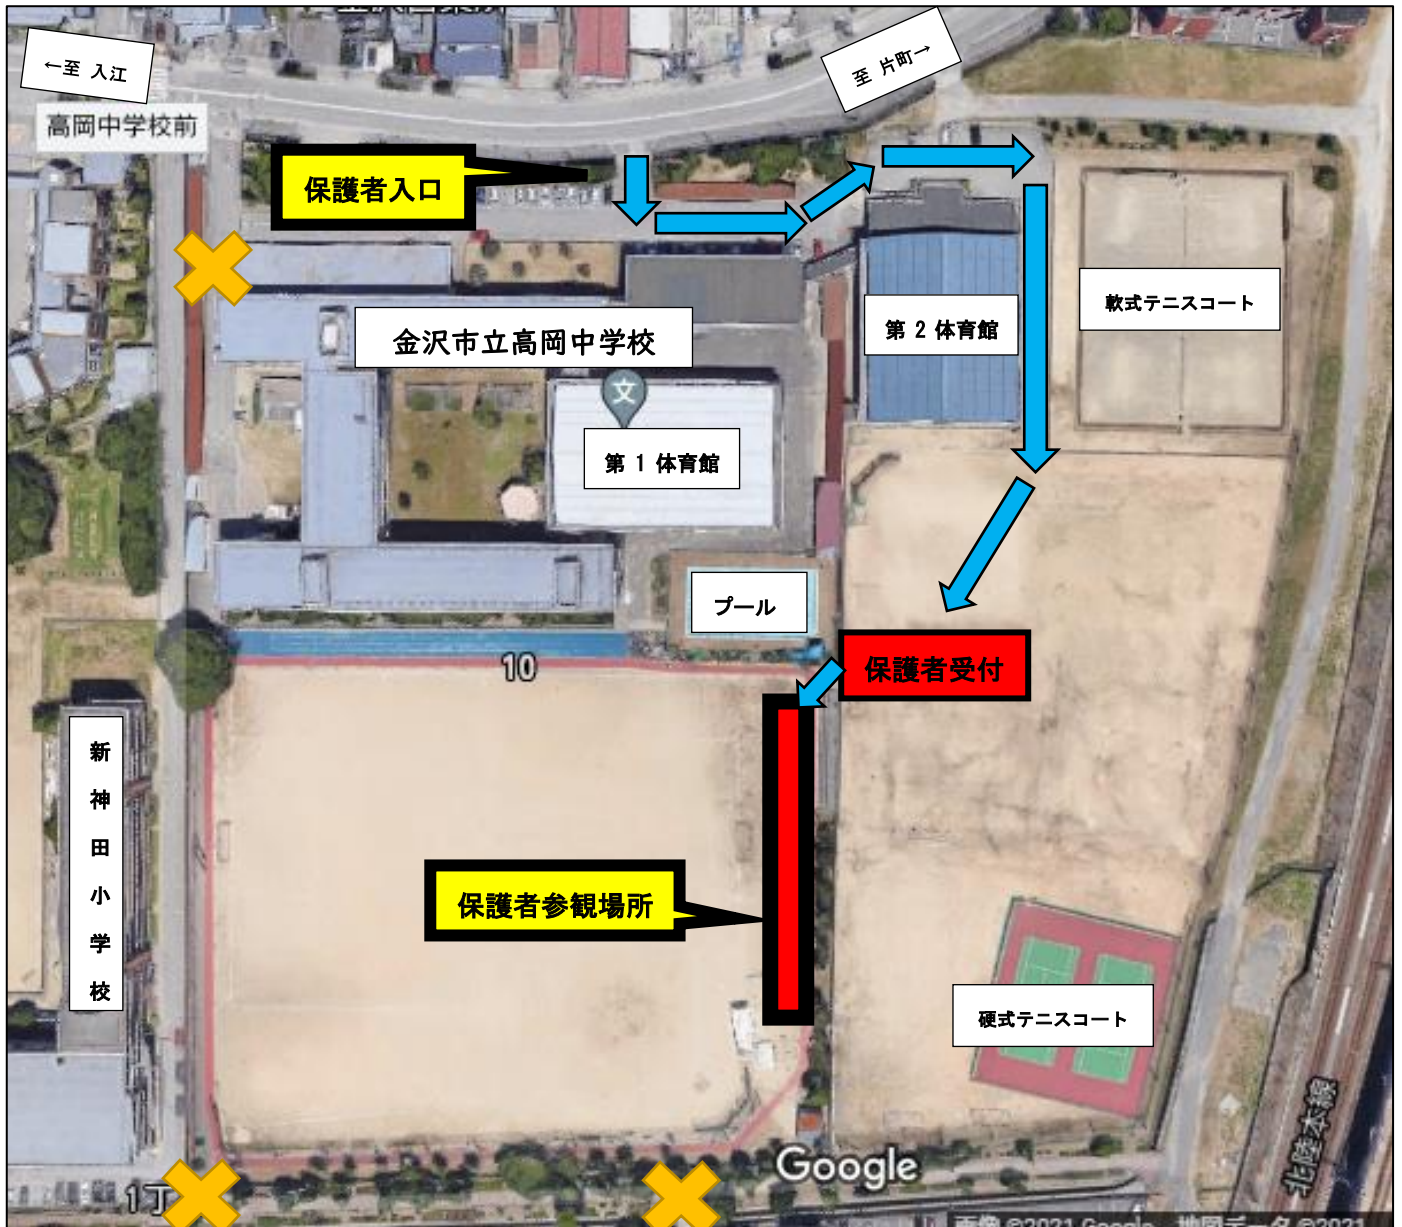 ←至 入江
至 片町→
高岡中学校前
保護者入口
軟式テニスコート
第 2 体育館
金沢市立高岡中学校
文
第 1 体育館
プール
10
保護者受付
新神田小学校
保護者参観場所
硬式テニスコート
北陸本線
Google
1丁